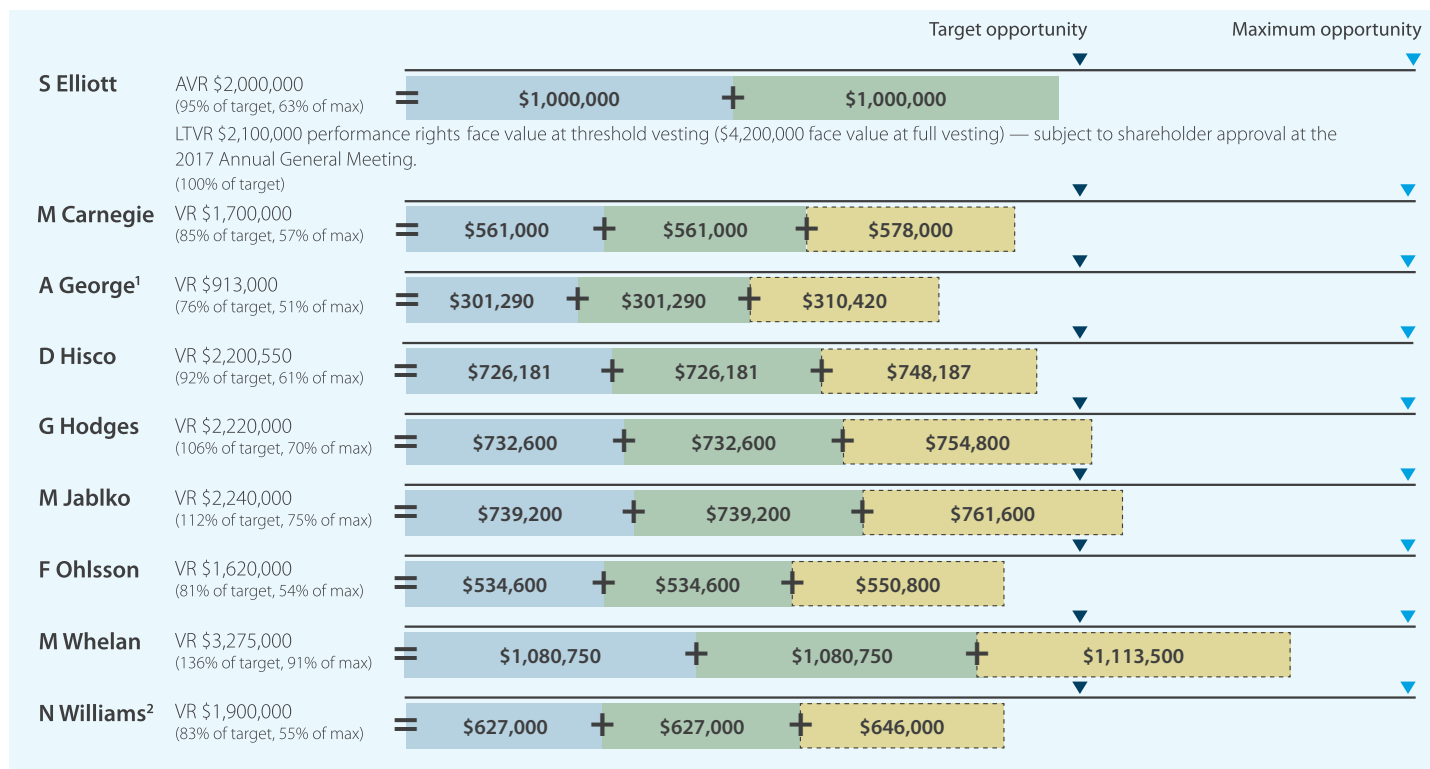 Target opportunity Maximum opportunity
S Elliott AVR $2,000,000
(95% of target, 63% of max)
= $1,000,000 + $1,000,000
LTVR $2,100,000 performance rights face value at threshold vesting ($4,200,000 face value at full vesting) — subject to shareholder approval at the
2017 Annual General Meeting.
(100% of target)
M Carnegie VR $1,700,000
(85% of target, 57% of max)
= $561,000 + $561,000 + $578,000
A George¹ VR $913,000
(76% of target, 51% of max)
= $301,290 + $301,290 + $310,420
D Hisco VR $2,200,550
(92% of target, 61% of max)
= $726,181 + $726,181 + $748,187
G Hodges VR $2,220,000
(106% of target, 70% of max)
= $732,600 + $732,600 + $754,800
M Jablko VR $2,240,000
(112% of target, 75% of max)
= $739,200 + $739,200 + $761,600
F Ohlsson VR $1,620,000
(81% of target, 54% of max)
= $534,600 + $534,600 + $550,800
M Whelan VR $3,275,000
(136% of target, 91% of max)
= $1,080,750 + $1,080,750 + $1,113,500
N Williams² VR $1,900,000
(83% of target, 55% of max)
= $627,000 + $627,000 + $646,000